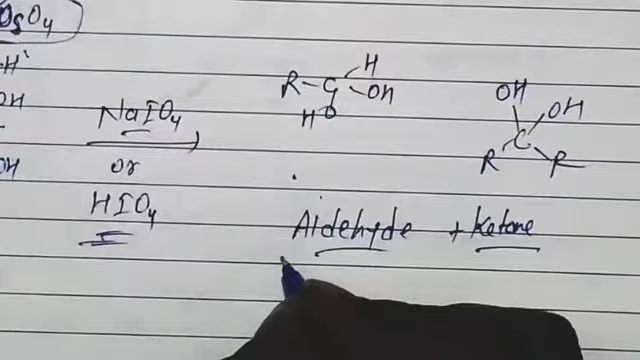 OsO4
H
R-C-OH
HO
OH OH
C
R R
H
OH
NaIO4
or
OH
HIO4
Aldehyde + Ketone